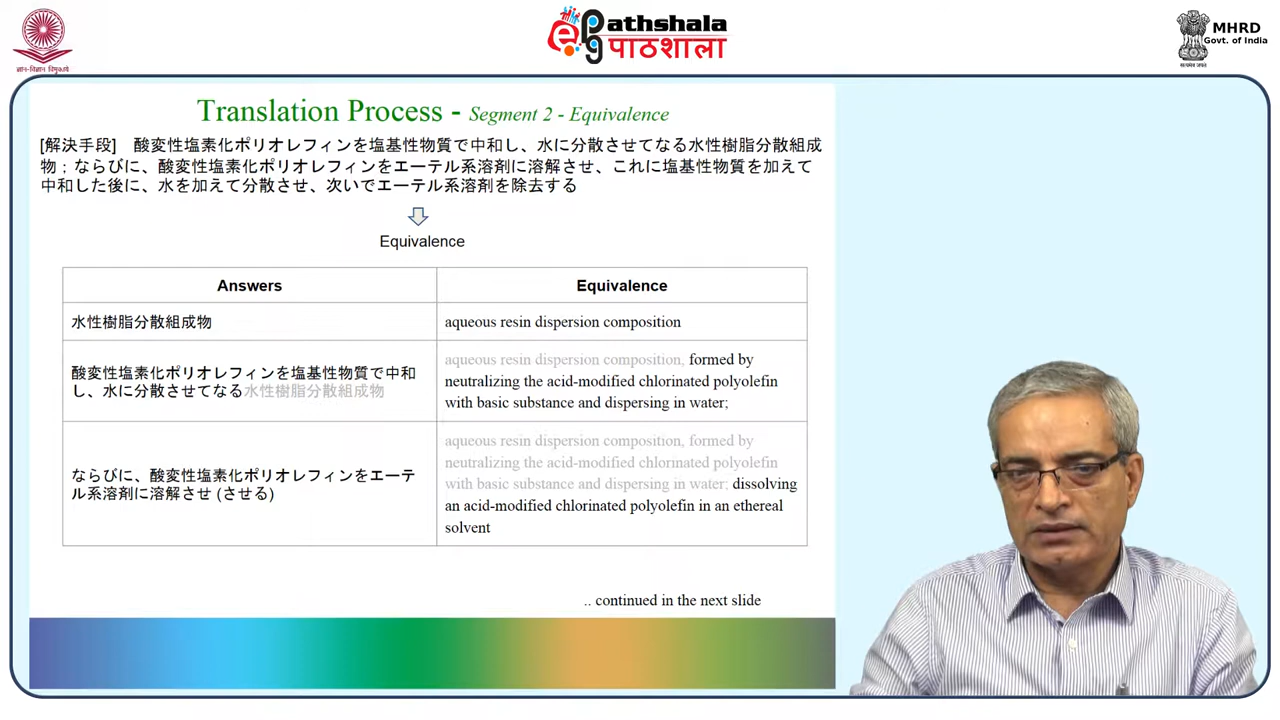 ज्ञान-विज्ञान विमुक्तये
ePathshala
पाठशाला
सत्यमेव जयते
MHRD
Govt. of India
Translation Process - Segment 2 - Equivalence
[解決手段] 酸変性塩素化ポリオレフィンを塩基性物質で中和し、水に分散させてなる水性樹脂分散組成
物；ならびに、酸変性塩素化ポリオレフィンをエーテル系溶剤に溶解させ、これに塩基性物質を加えて
中和した後に、水を加えて分散させ、次いでエーテル系溶剤を除去する
Equivalence
Answers
Equivalence
水性樹脂分散組成物
aqueous resin dispersion composition
酸変性塩素化ポリオレフィンを塩基性物質で中和
し、水に分散させてなる水性樹脂分散組成物
aqueous resin dispersion composition, formed by
neutralizing the acid-modified chlorinated polyolefin
with basic substance and dispersing in water;
ならびに、酸変性塩素化ポリオレフィンをエーテ
ル系溶剤に溶解させ (させる)
aqueous resin dispersion composition, formed by
neutralizing the acid-modified chlorinated polyolefin
with basic substance and dispersing in water; dissolving
an acid-modified chlorinated polyolefin in an ethereal
solvent
.. continued in the next slide